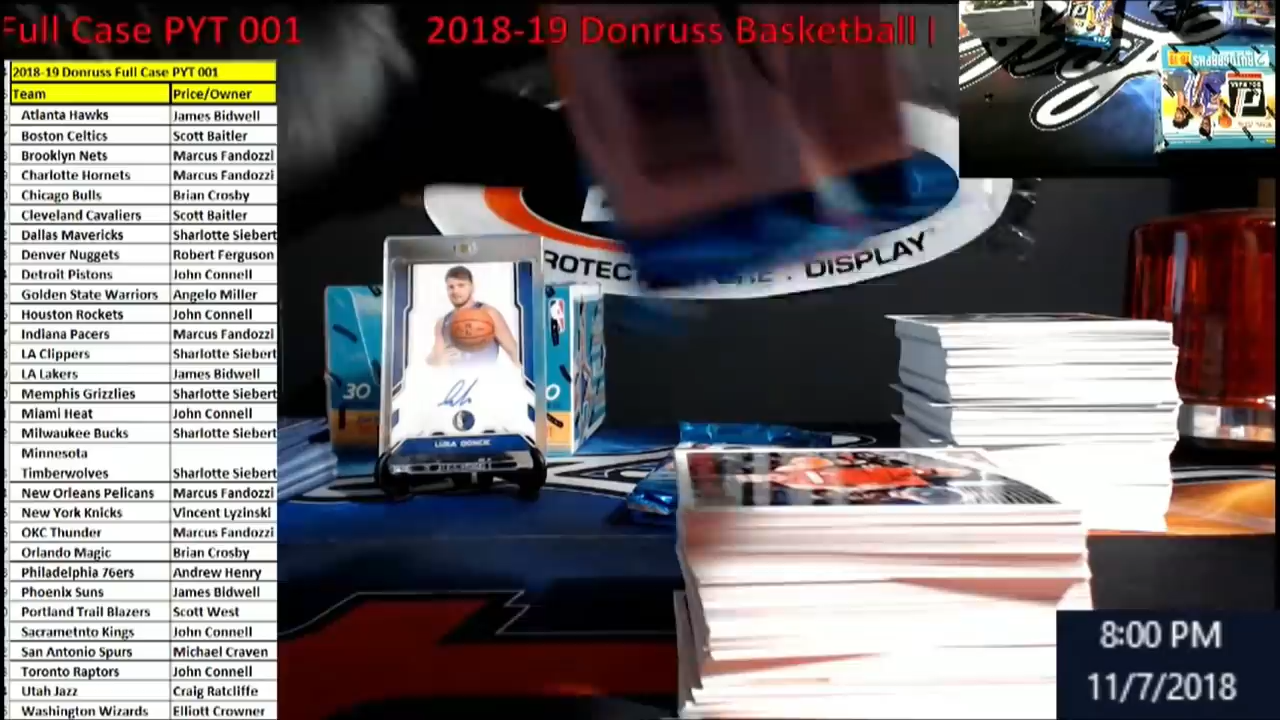 Full Case PYT 001 2018-19 Donruss Basketball |
2018-19 Donruss Full Case PYT 001
Team Price/Owner
Atlanta Hawks James Bidwell
Boston Celtics Scott Baitler
Brooklyn Nets Marcus Fandozzi
Charlotte Hornets Marcus Fandozzi
Chicago Bulls Brian Crosby
Cleveland Cavaliers Scott Baitler
Dallas Mavericks Sharlotte Siebert
Denver Nuggets Robert Ferguson
Detroit Pistons John Connell
Golden State Warriors Angelo Miller
Houston Rockets John Connell
Indiana Pacers Marcus Fandozzi
LA Clippers Sharlotte Siebert
LA Lakers James Bidwell
Memphis Grizzlies Sharlotte Siebert
Miami Heat John Connell
Milwaukee Bucks Sharlotte Siebert
Minnesota
Timberwolves Sharlotte Siebert
New Orleans Pelicans Marcus Fandozzi
New York Knicks Vincent Lyzinski
OKC Thunder Marcus Fandozzi
Orlando Magic Brian Crosby
Philadelphia 76ers Andrew Henry
Phoenix Suns James Bidwell
Portland Trail Blazers Scott West
Sacrametnto Kings John Connell
San Antonio Spurs Michael Craven
Toronto Raptors John Connell
Utah Jazz Craig Ratcliffe
Washington Wizards Elliott Crowner
DISPLAY
30
LUKA DONCIC
8:00 PM
11/7/2018